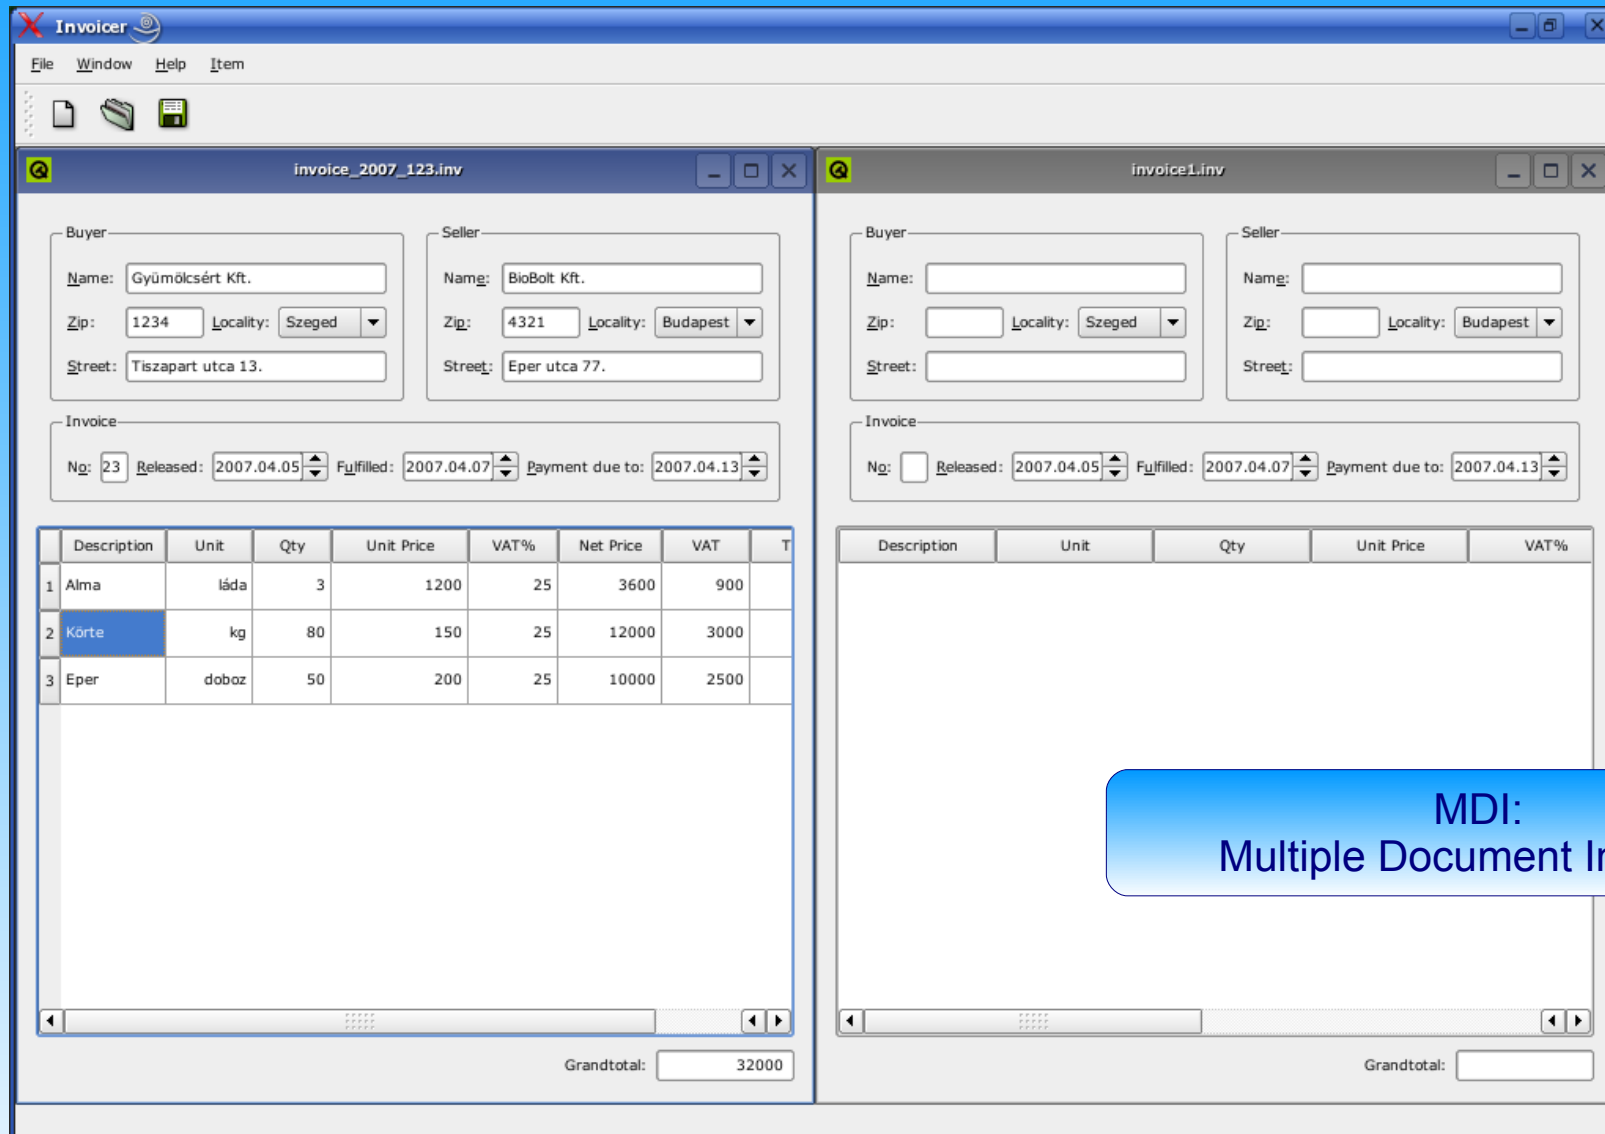 Invoicer
File Window Help Item
invoice_2007_123.inv
Buyer
Name: Gyümölcsért Kft.
Zip: 1234 Locality: Szeged
Street: Tiszapart utca 13.
Seller
Name: BioBolt Kft.
Zip: 4321 Locality: Budapest
Street: Eper utca 77.
Invoice
No: 23 Released: 2007.04.05 Fulfilled: 2007.04.07 Payment due to: 2007.04.13
Description Unit Qty Unit Price VAT% Net Price VAT T
1 Alma láda 3 1200 25 3600 900
2 Körte kg 80 150 25 12000 3000
3 Eper doboz 50 200 25 10000 2500
Grandtotal: 32000
invoice1.inv
Buyer
Name:
Zip: Locality: Szeged
Street:
Seller
Name:
Zip: Locality: Budapest
Street:
Invoice
No: Released: 2007.04.05 Fulfilled: 2007.04.07 Payment due to: 2007.04.13
Description Unit Qty Unit Price VAT%
MDI:
Multiple Document
Grandtotal: